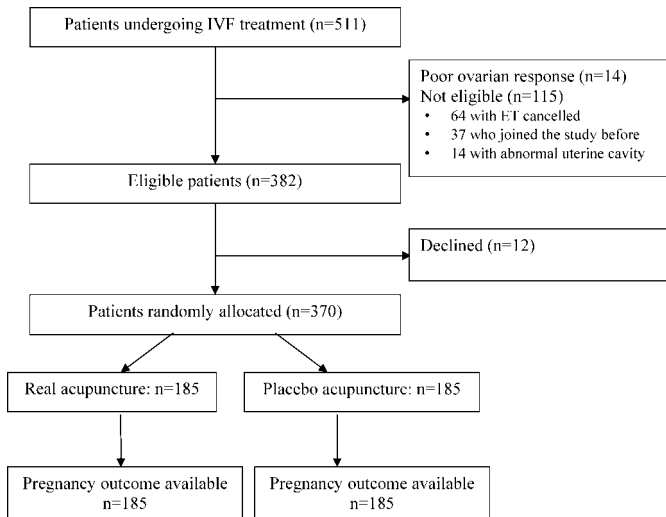 Patients undergoing IVF treatment (n=511)
Poor ovarian response (n=14)
Not eligible (n=115)
• 64 with ET cancelled
• 37 who joined the study before
• 14 with abnormal uterine cavity
Eligible patients (n=382)
Declined (n=12)
Patients randomly allocated (n=370)
Real acupuncture: n=185
Placebo acupuncture: n=185
Pregnancy outcome available
n=185
Pregnancy outcome available
n=185